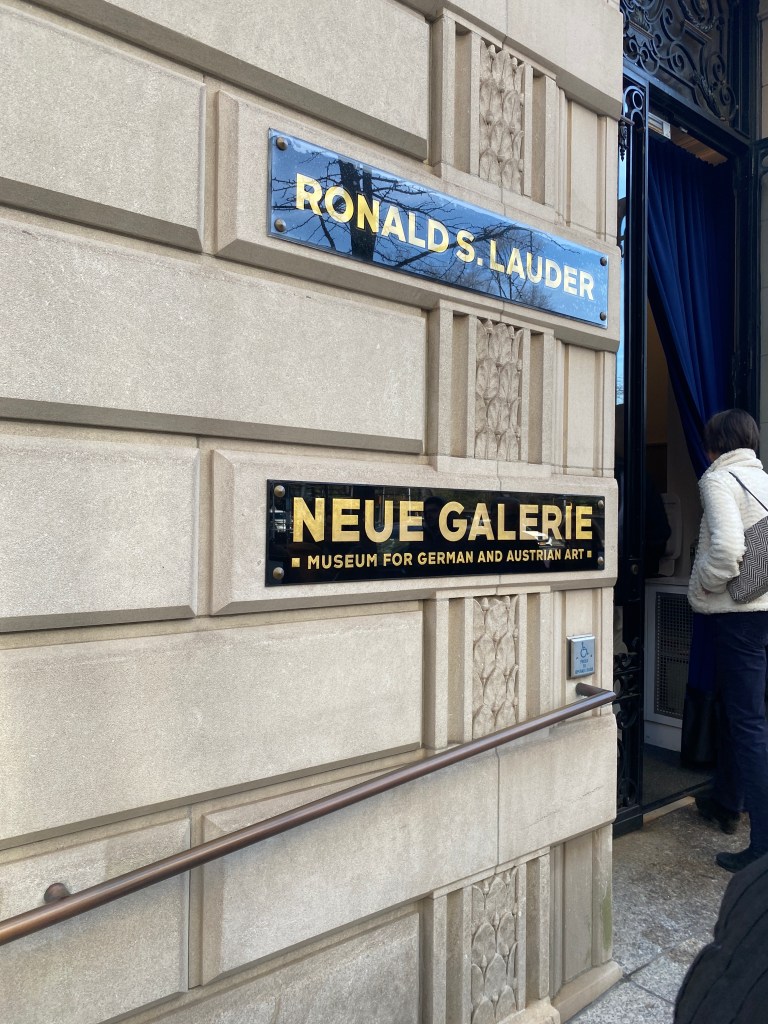 RONALD S. LAUDER
NEUE GALERIE
▪ MUSEUM FOR GERMAN AND AUSTRIAN ART ▪